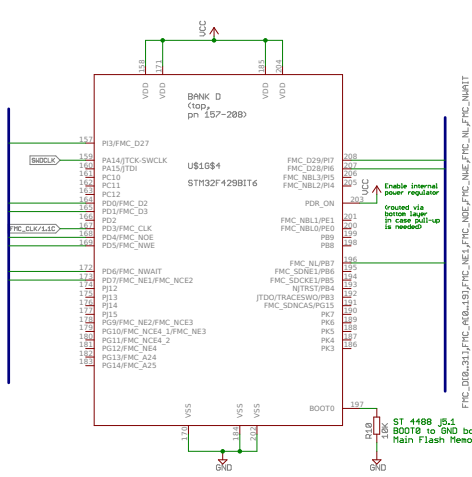 VCC
158
171
185
204
VDD
VDD
VDD
VDD
BANK D
(top,
pn 157-208)
U$1G$4
STM32F429BIT6
157 PI3/FMC_D27
SWDCLK
159 PA14/JTCK-SWCLK
160 PA15/JTDI
161 PC10
162 PC11
163 PC12
164 PD0/FMC_D2
165 PD1/FMC_D3
166 PD2
FMC_CLK/1.1C
167 PD3/FMC_CLK
168 PD4/FMC_NOE
169 PD5/FMC_NWE
172 PD6/FMC_NWAIT
173 PD7/FMC_NE1/FMC_NCE2
174 PJ12
175 PJ13
176 PJ14
177 PJ15
178 PG9/FMC_NE2/FMC_NCE3
179 PG10/FMC_NCE4_1/FMC_NE3
180 PG11/FMC_NCE4_2
181 PG12/FMC_NE4
182 PG13/FMC_A24
183 PG14/FMC_A25
FMC_D29/PI7 208
FMC_D28/PI6 207
FMC_NBL3/PI5 206
FMC_NBL2/PI4 205
PDR_ON 203
VCC
Enable internal
power regulator
(routed via
bottom layer
in case pull-up
is needed)
FMC_NBL1/PE1 201
FMC_NBL0/PE0 200
PB9 199
PB8 198
FMC_NL/PB7 196
FMC_SDNE1/PB6 195
FMC_SDCKE1/PB5 194
NJTRST/PB4 193
JTDO/TRACESWO/PB3 192
FMC_SDNCAS/PG15 191
PK7 190
PK6 189
PK5 188
PK4 187
PK3 186
BOOT0 197
VSS
VSS
VSS
170
184
202
GND
R10
10K
GND
ST 4488 j5.1
BOOT0 to GND bo
Main Flash Memo
FMC_D[0..31],FMC_A[0..19],FMC_NE1,FMC_NOE,FMC_NWE,FMC_NL,FMC_NWAIT